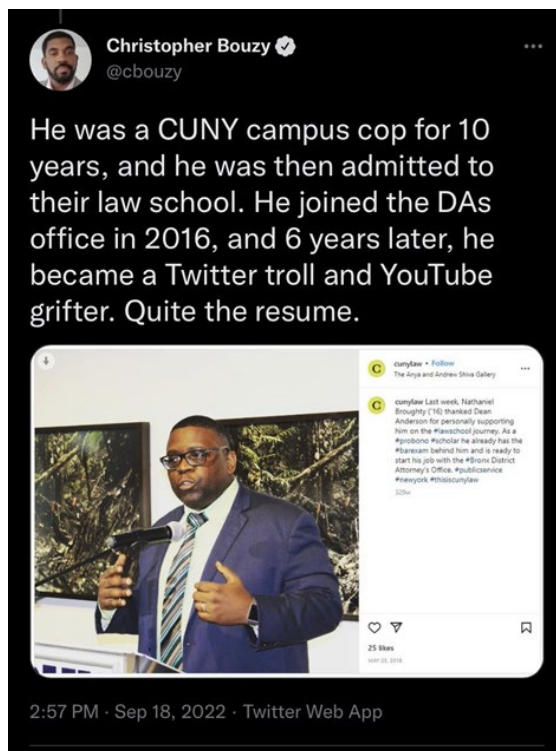 Christopher Bouzy
@cbouzy
He was a CUNY campus cop for 10
years, and he was then admitted to
their law school. He joined the DAs
office in 2016, and 6 years later, he
became a Twitter troll and YouTube
grifter. Quite the resume.
cunylaw • Follow
The Anya and Andrew Shiva Gallery
cunylaw Last week, Nathaniel
Broughty ('16) thanked Dean
Anderson for personally supporting
him on the #lawschool journey. As a
#probono #scholar he already has the
#barexam behind him and is ready to
start his job with the #Bronx District
Attorney's Office. #publicservice
#newyork #thisiscunylaw
329w
25 likes
MAY 23, 2016
2:57 PM · Sep 18, 2022 · Twitter Web App